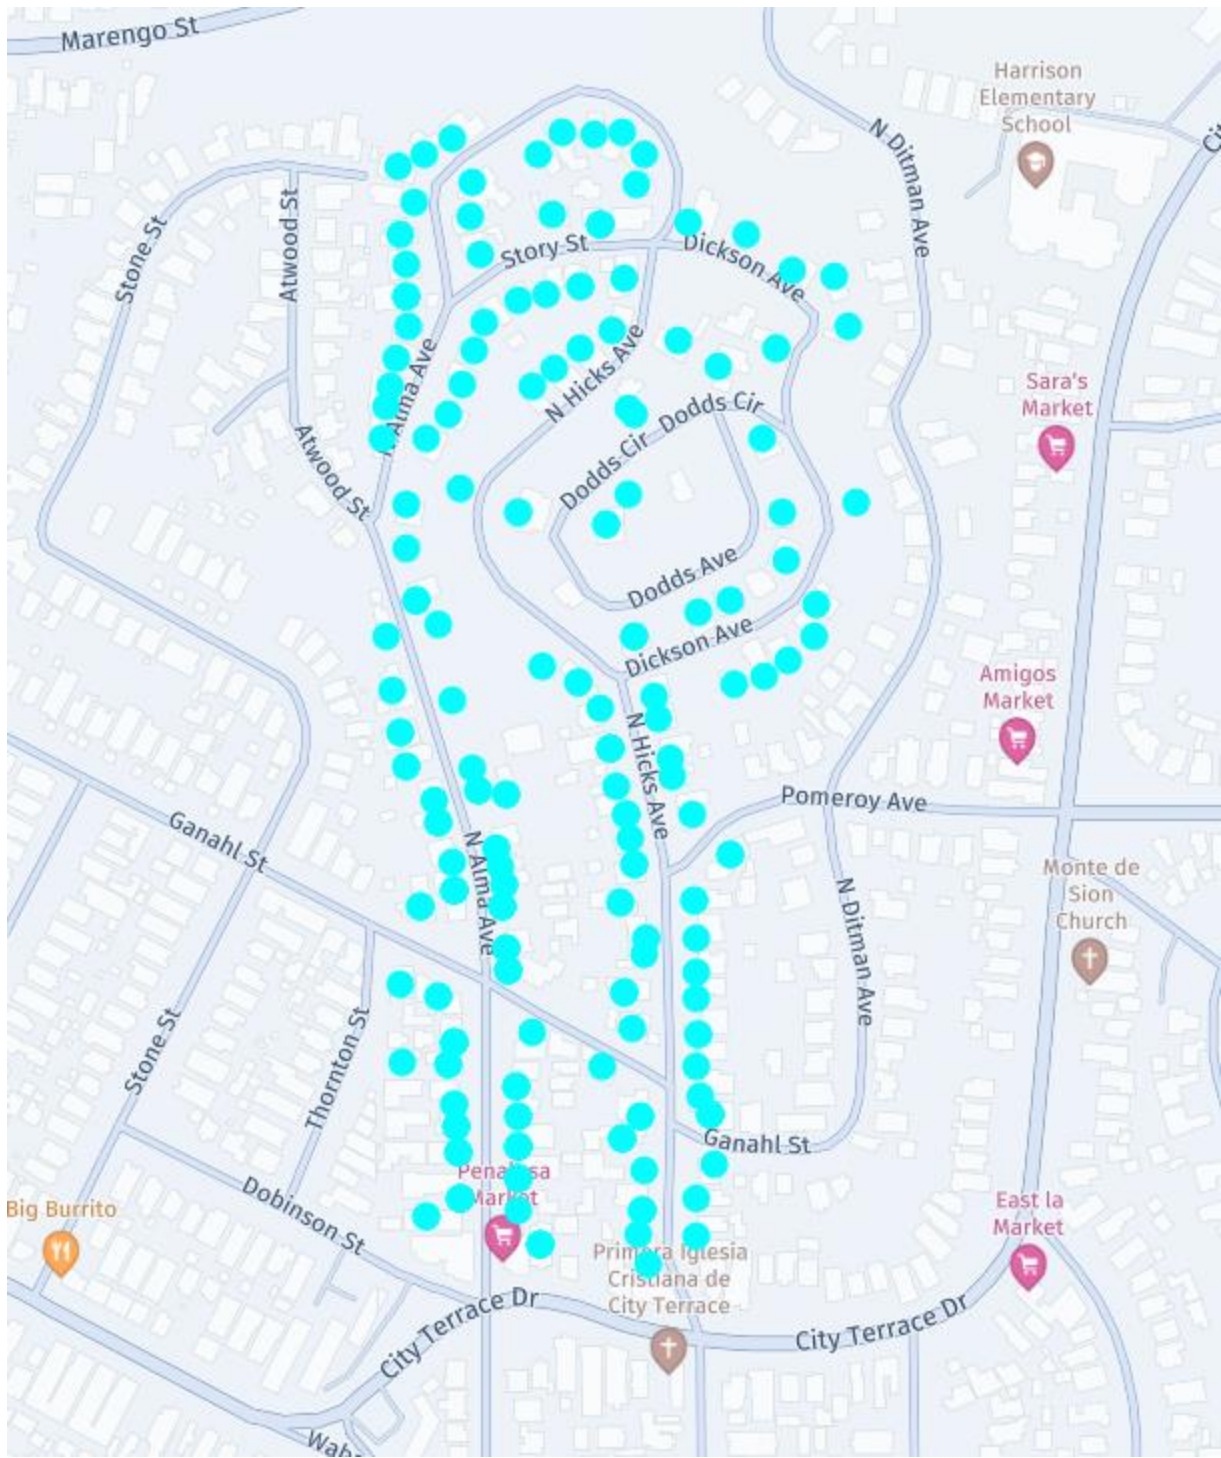 Marengo St
Harrison
Elementary
School
N Ditman Ave
Stone St
Atwood St
Story St
Dickson Ave
N Alma Ave
N Hicks Ave
Sara's
Market
Dodds Cir
Dodds Cir
Atwood St
Dodds Ave
Dickson Ave
Amigos
Market
N Hicks Ave
Pomeroy Ave
Ganahl St
N Alma Ave
Monte de
Sion
Church
N Ditman Ave
Stone St
Thornton St
Ganahl St
Market
Dobinson St
Big Burrito
East la
Market
Primera Iglesia
Cristiana de
City Terrace
City Terrace Dr
City Terrace Dr